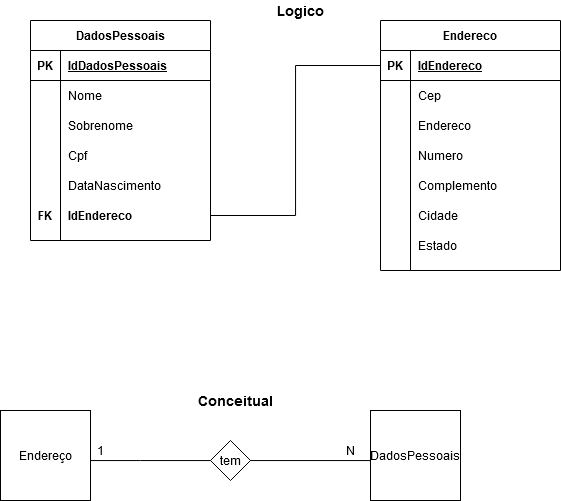 Logico
DadosPessoais
PK IdDadosPessoais
Nome
Sobrenome
Cpf
DataNascimento
FK IdEndereco
Endereco
PK IdEndereco
Cep
Endereco
Numero
Complemento
Cidade
Estado
Conceitual
Endereço
1
tem
N
DadosPessoais